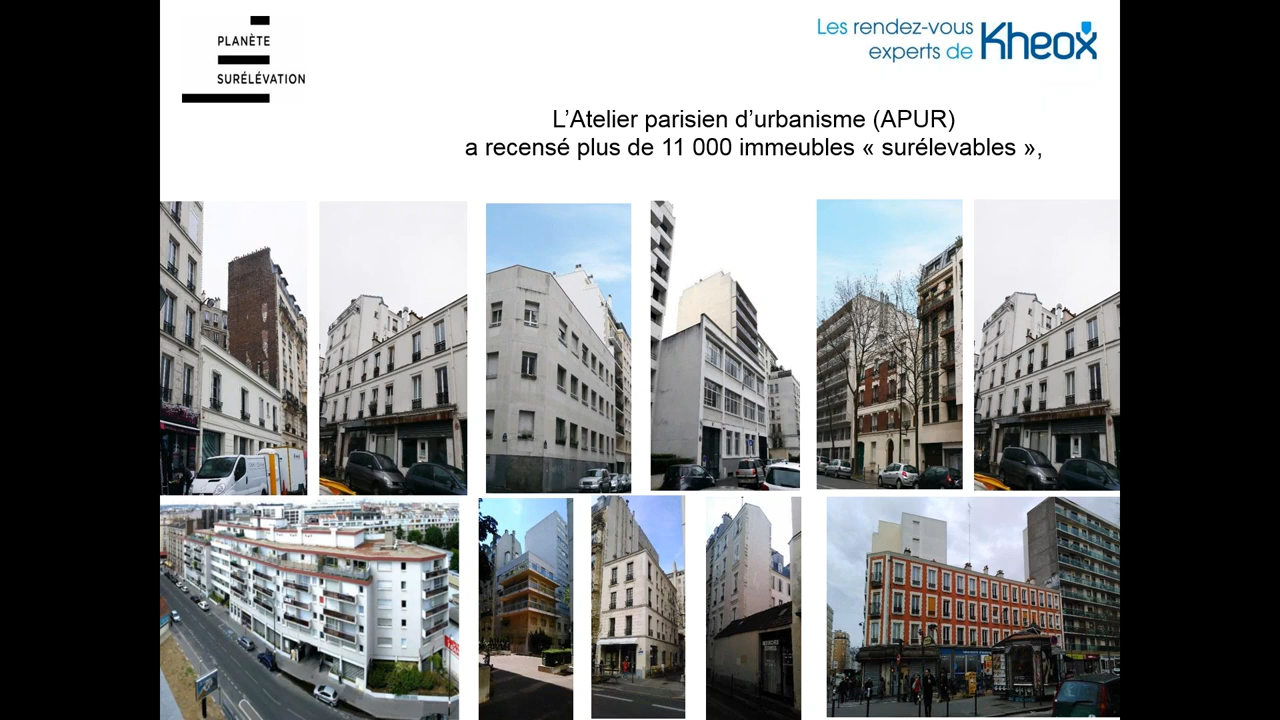 PLANÈTE
SURÉLÉVATION
Les rendez-vous
experts de Kheox
L’Atelier parisien d’urbanisme (APUR)
a recensé plus de 11 000 immeubles « surélevables »,